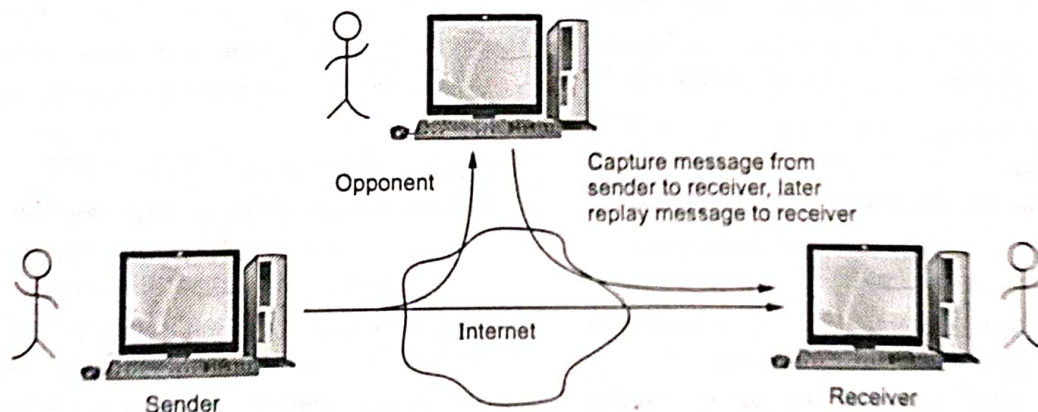 Opponent
Capture message from
sender to receiver, later
replay message to receiver
Internet
Sender
Receiver